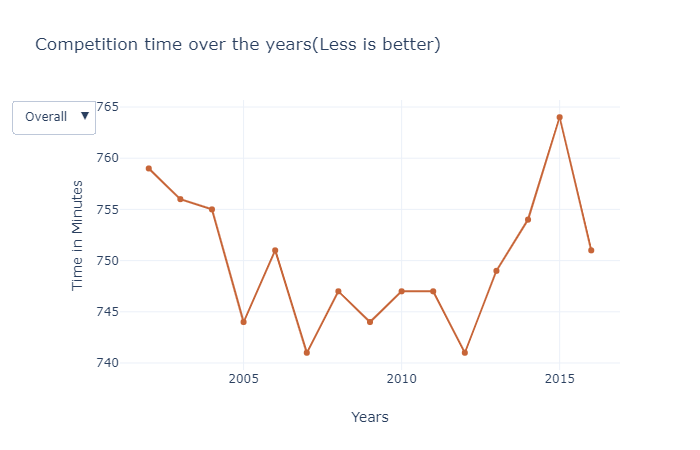 Competition time over the years(Less is better)
Overall ▼
765
760
755
750
745
740
Time in Minutes
2005
2010
2015
Years